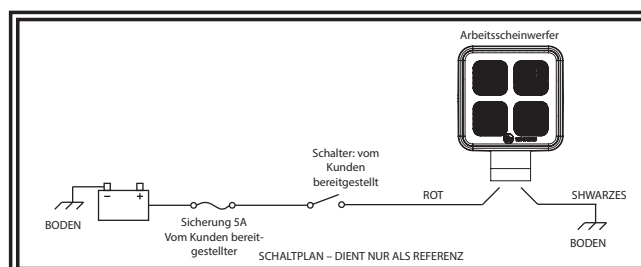 Arbeitsscheinwerfer
Schalter: vom
Kunden
bereitgestellt
ROT
SHWARZES
– +
BODEN
Sicherung 5A
Vom Kunden bereit-
gestellter
BODEN
SCHALTPLAN – DIENT NUR ALS REFERENZ